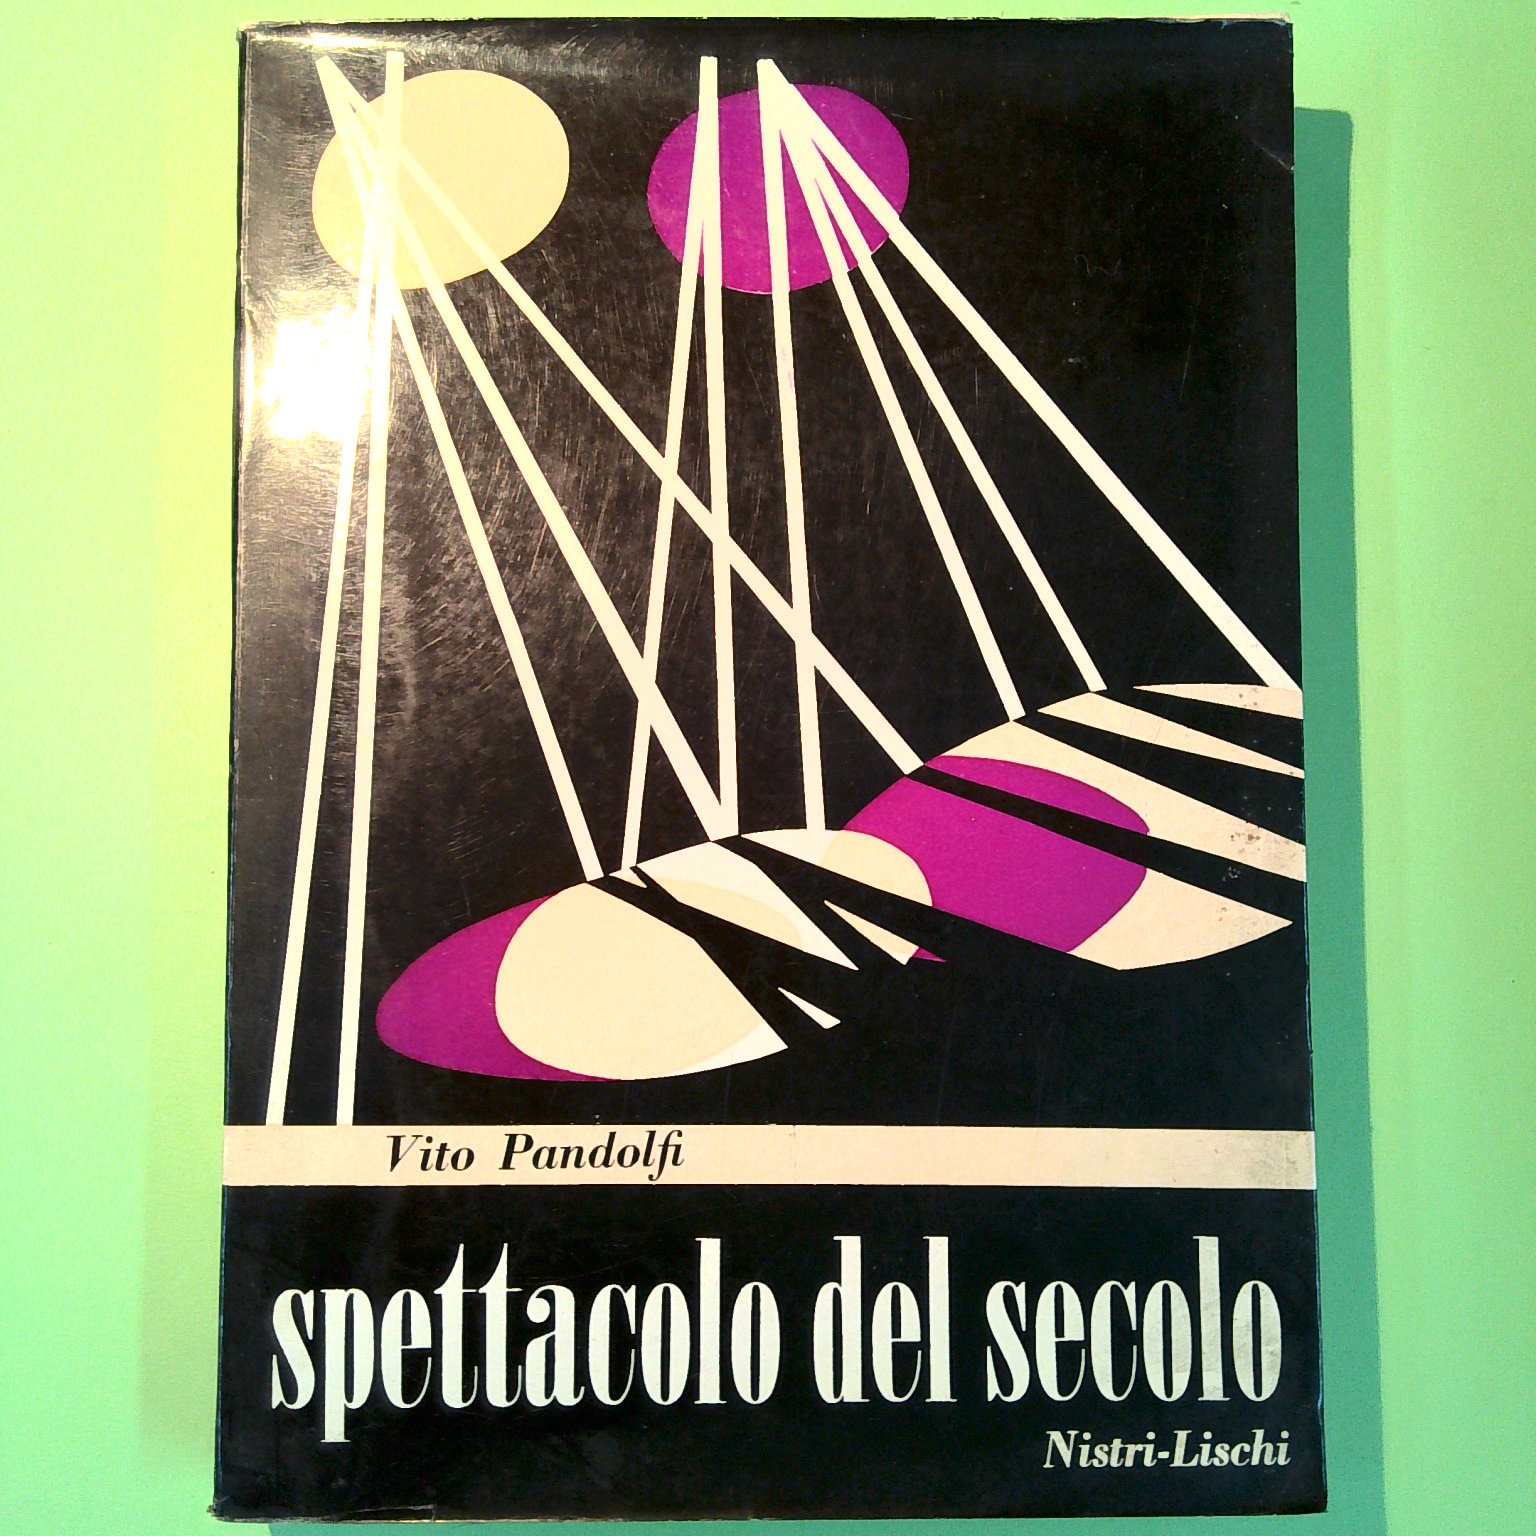 Vito Pandolfi
spettacolo del secolo
Nistri-Lischi